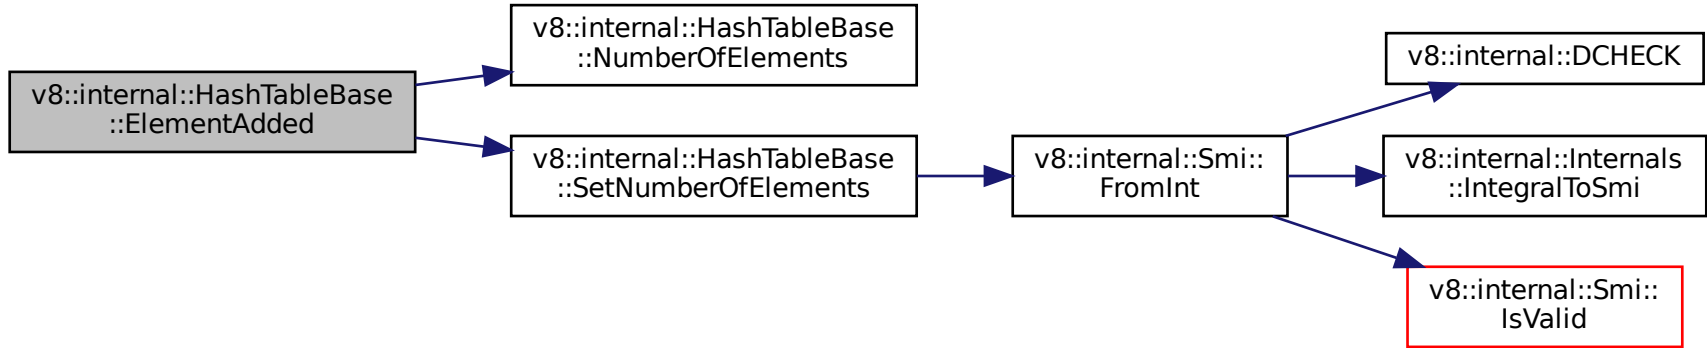 v8::internal::HashTableBase
::ElementAdded
v8::internal::HashTableBase
::NumberOfElements
v8::internal::HashTableBase
::SetNumberOfElements
v8::internal::Smi::
FromInt
v8::internal::DCHECK
v8::internal::Internals
::IntegralToSmi
v8::internal::Smi::
IsValid